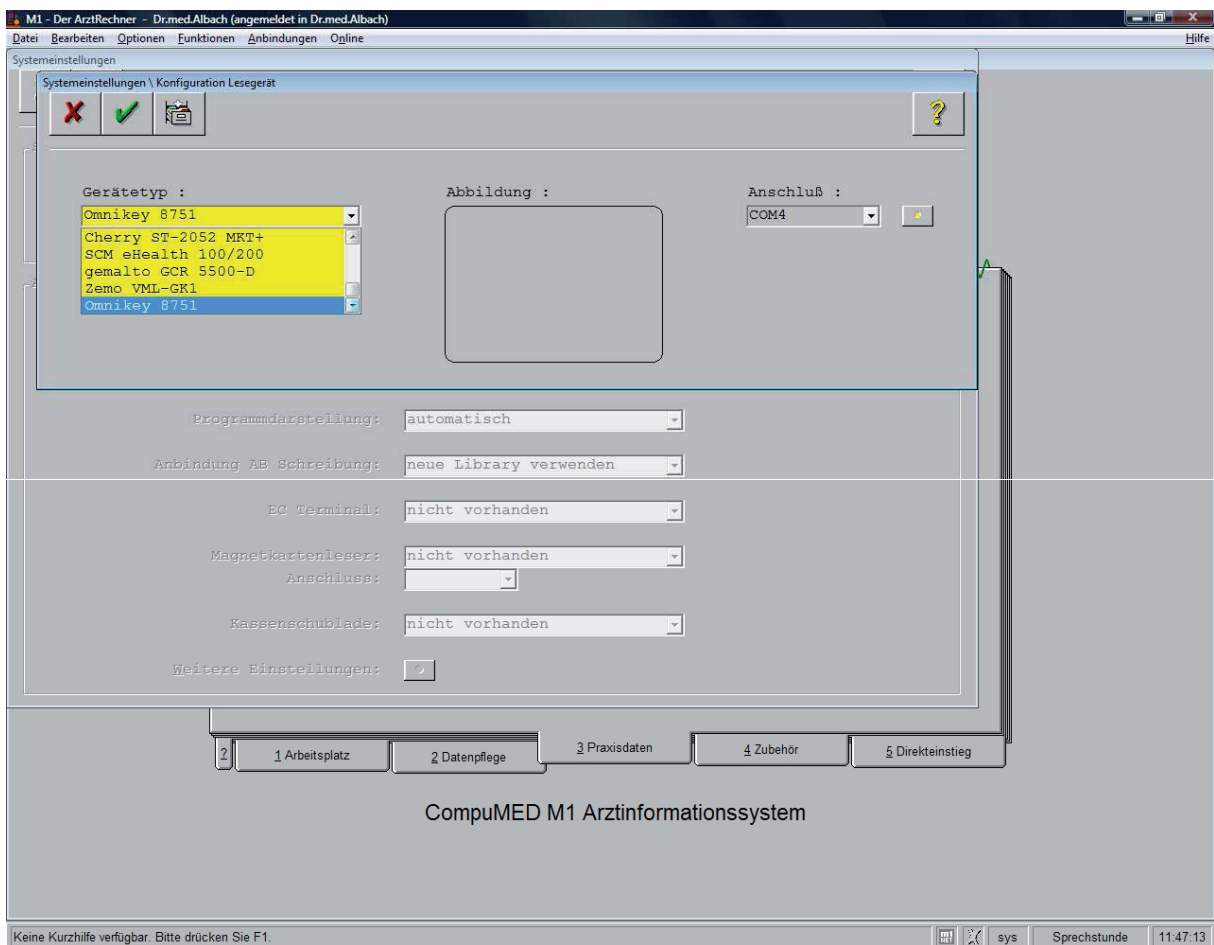 M1 - Der ArztRechner - Dr.med.Albach (angemeldet in Dr.med.Albach)
Datei Bearbeiten Optionen Funktionen Anbindungen Online Hilfe
Systemeinstellungen
Systemeinstellungen \ Konfiguration Lesegerät
Gerätetyp : Abbildung : Anschluß :
Omnikey 8751 COM4
Cherry ST-2052 MKT+
SCM eHealth 100/200
gemalto GCR 5500-D
Zemo VML-GK1
Omnikey 8751
Programmdarstellung: automatisch
Anbindung AB Schreibung: neue Library verwenden
EC Terminal: nicht vorhanden
Magnetkartenleser: nicht vorhanden
Anschluss:
Kassenschublade: nicht vorhanden
Weitere Einstellungen:
? 1 Arbeitsplatz 2 Datenpflege 3 Praxisdaten 4 Zubehör 5 Direkteinstieg
CompuMED M1 Arztinformationssystem
Keine Kurzhilfe verfügbar. Bitte drücken Sie F1. sys Sprechstunde 11:47:13